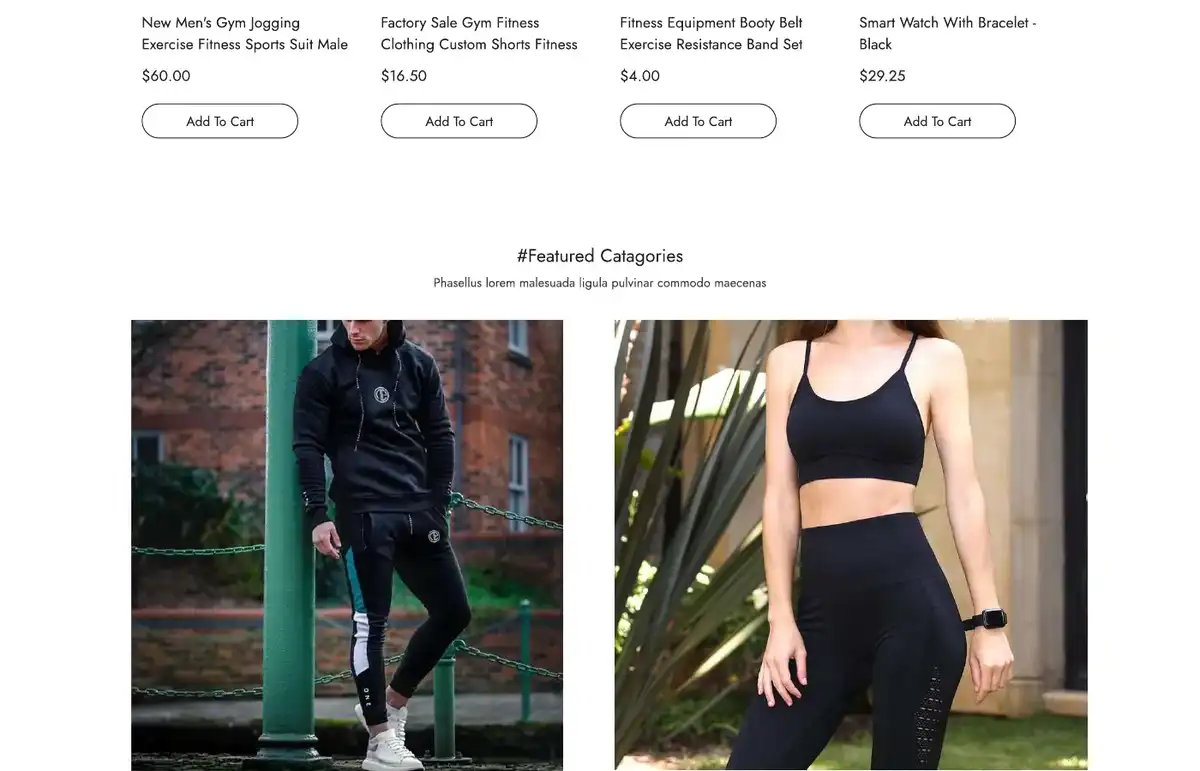 New Men's Gym Jogging
Exercise Fitness Sports Suit Male
$60.00
Add To Cart
Factory Sale Gym Fitness
Clothing Custom Shorts Fitness
$16.50
Add To Cart
Fitness Equipment Booty Belt
Exercise Resistance Band Set
$4.00
Add To Cart
Smart Watch With Bracelet -
Black
$29.25
Add To Cart
#Featured Catagories
Phasellus lorem malesuada ligula pulvinar commodo maecenas
ONE